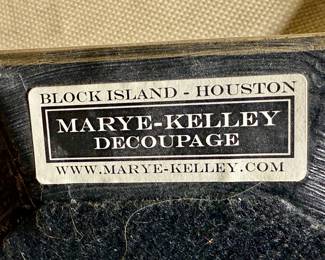 BLOCK ISLAND - HOUSTON
MARYE-KELLEY
DECOUPAGE
WWW.MARYE-KELLEY.COM